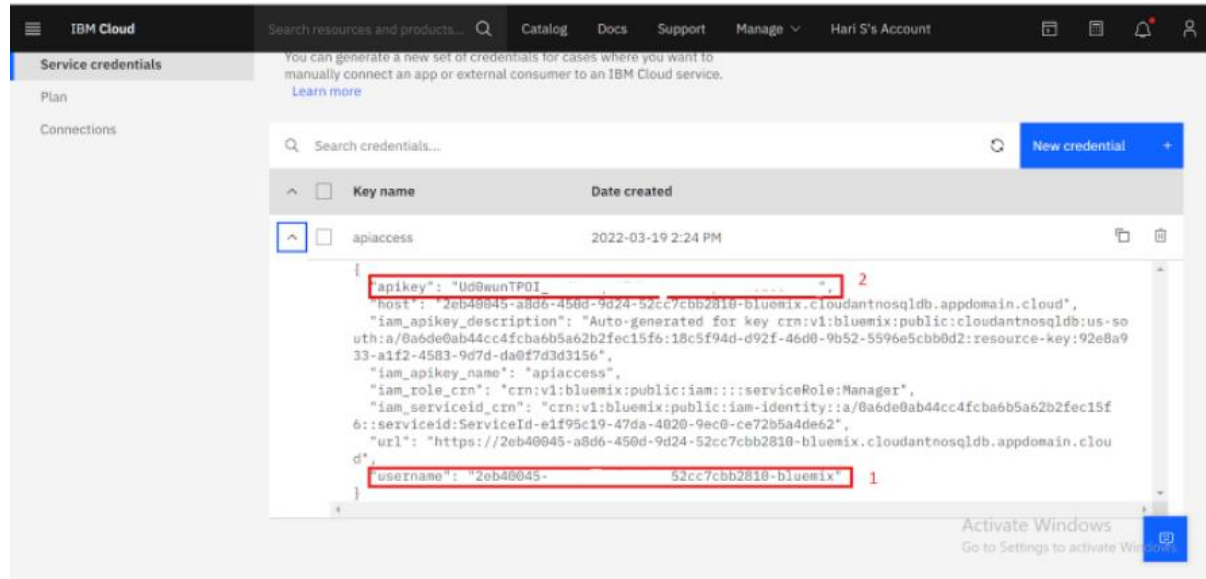 IBM Cloud
Search resources and products...
Catalog
Docs
Support
Manage
Hari S's Account
Service credentials
Plan
Connections
You can generate a new set of credentials for cases where you want to
manually connect an app or external consumer to an IBM Cloud service.
Learn more
Search credentials...
New credential +
Key name
Date created
apiaccess
2022-03-19 2:24 PM
{
"apikey": "Ud0wunTPOI_ ", 2
"host": "2eb40045-a8d6-450d-9d24-52cc7cbb2810-bluemix.cloudantnosqldb.appdomain.cloud",
"iam_apikey_description": "Auto-generated for key crn:v1:bluemix:public:cloudantnosqldb:us-so
uth:a/0a6de0ab44cc4fcba6b5a62b2fec15f6:18c5f94d-d92f-46d0-9b52-5596e5cbb0d2:resource-key:92e8a9
33-a1f2-4583-9d7d-da0f7d3d3156",
"iam_apikey_name": "apiaccess",
"iam_role_crn": "crn:v1:bluemix:public:iam::::serviceRole:Manager",
"iam_serviceid_crn": "crn:v1:bluemix:public:iam-identity::a/0a6de0ab44cc4fcba6b5a62b2fec15f
6::serviceid:ServiceId-e1f95c19-47da-4020-9ec0-ce72b5a4de62",
"url": "https://2eb40045-a8d6-450d-9d24-52cc7cbb2810-bluemix.cloudantnosqldb.appdomain.clou
d",
"username": "2eb40045- 52cc7cbb2810-bluemix" 1
}
Activate Windows
Go to Settings to activate Windows.